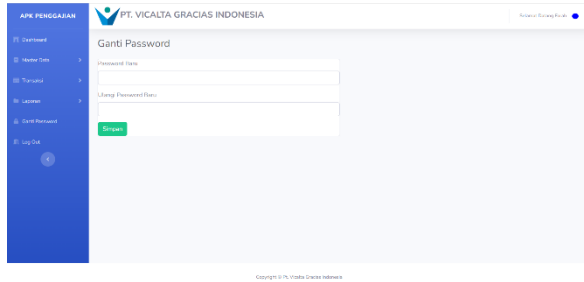 APK PENGGAJIAN
PT. VICALTA GRACIAS INDONESIA
Dashboard
Master Data
Transaksi
Laporan
Ganti Password
Log Out
Ganti Password
Password Baru
Ulangi Password Baru
Simpan
Copyright © Pt. Vicalta Gracias Indonesia